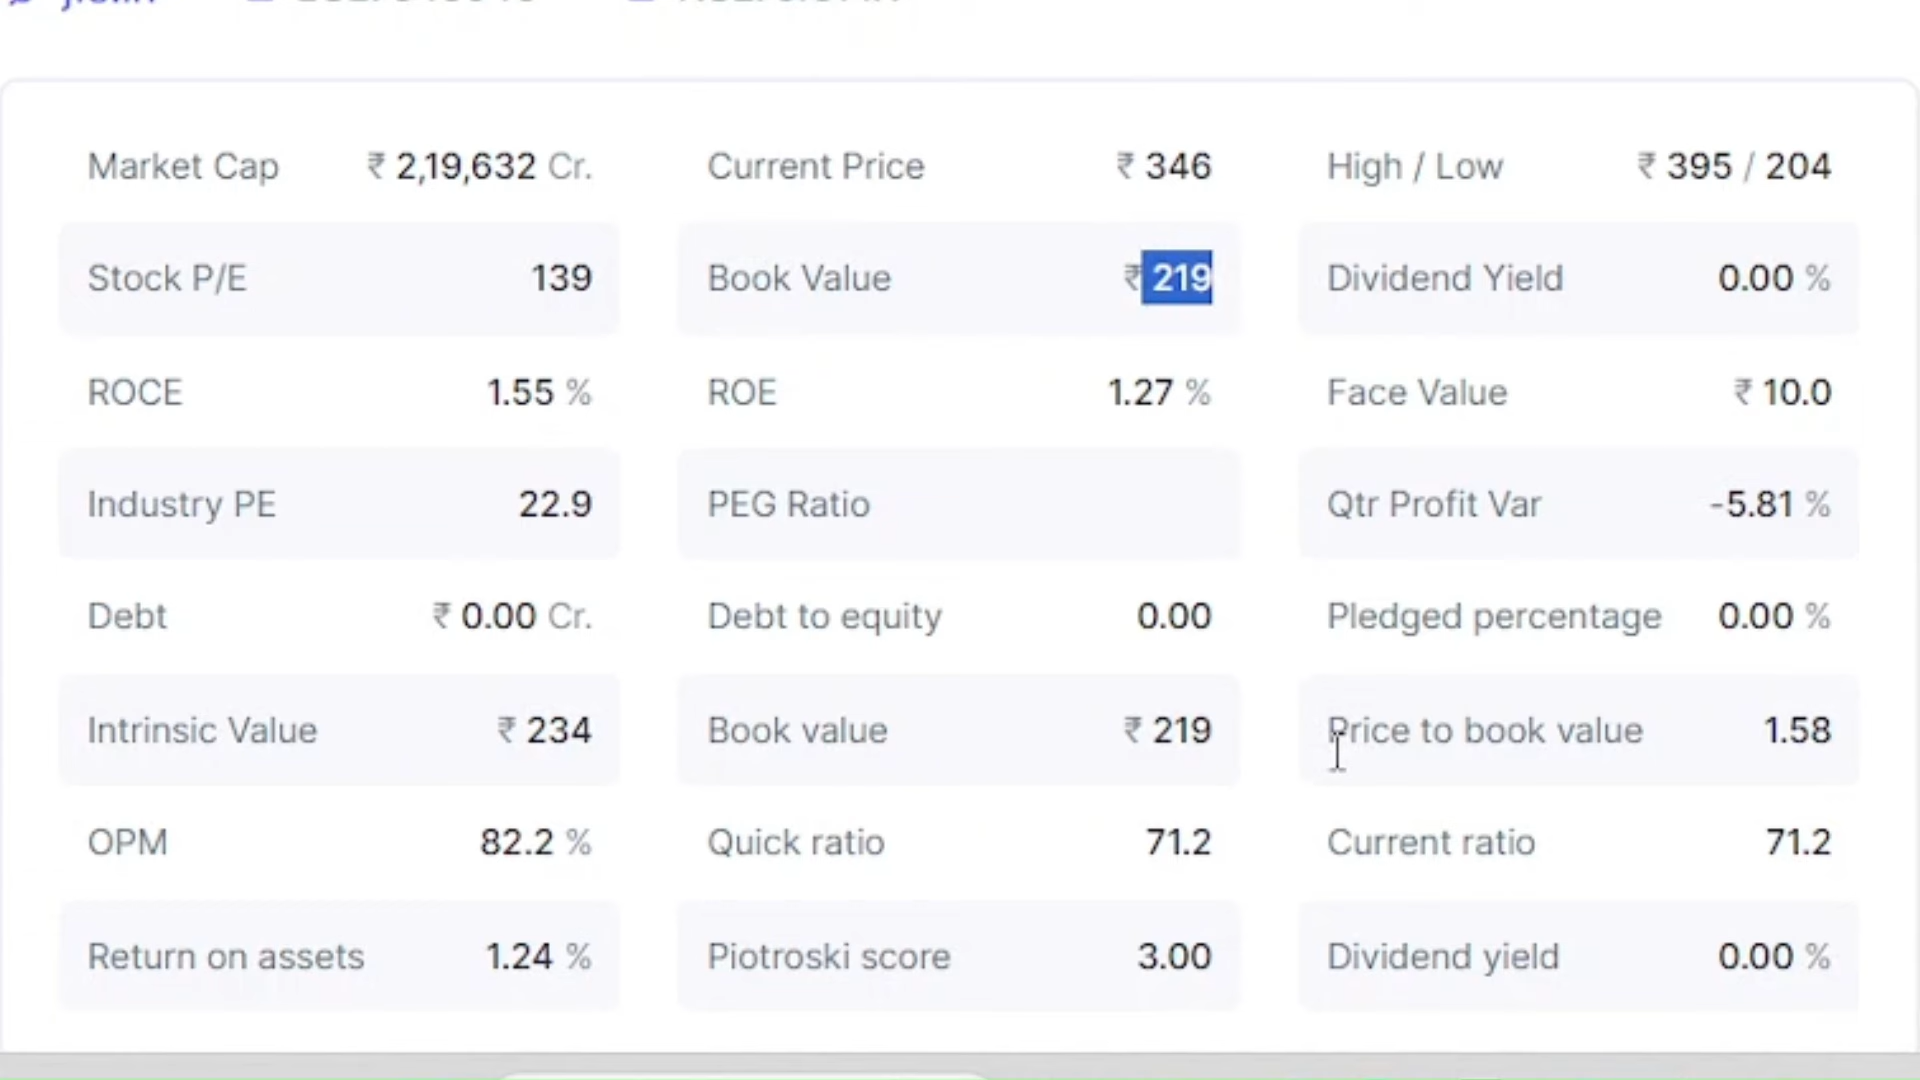 Market Cap ₹ 2,19,632 Cr. Current Price ₹ 346 High / Low ₹ 395 / 204
Stock P/E 139 Book Value ₹ 219 Dividend Yield 0.00 %
ROCE 1.55 % ROE 1.27 % Face Value ₹ 10.0
Industry PE 22.9 PEG Ratio Qtr Profit Var -5.81 %
Debt ₹ 0.00 Cr. Debt to equity 0.00 Pledged percentage 0.00 %
Intrinsic Value ₹ 234 Book value ₹ 219 Price to book value 1.58
OPM 82.2 % Quick ratio 71.2 Current ratio 71.2
Return on assets 1.24 % Piotroski score 3.00 Dividend yield 0.00 %